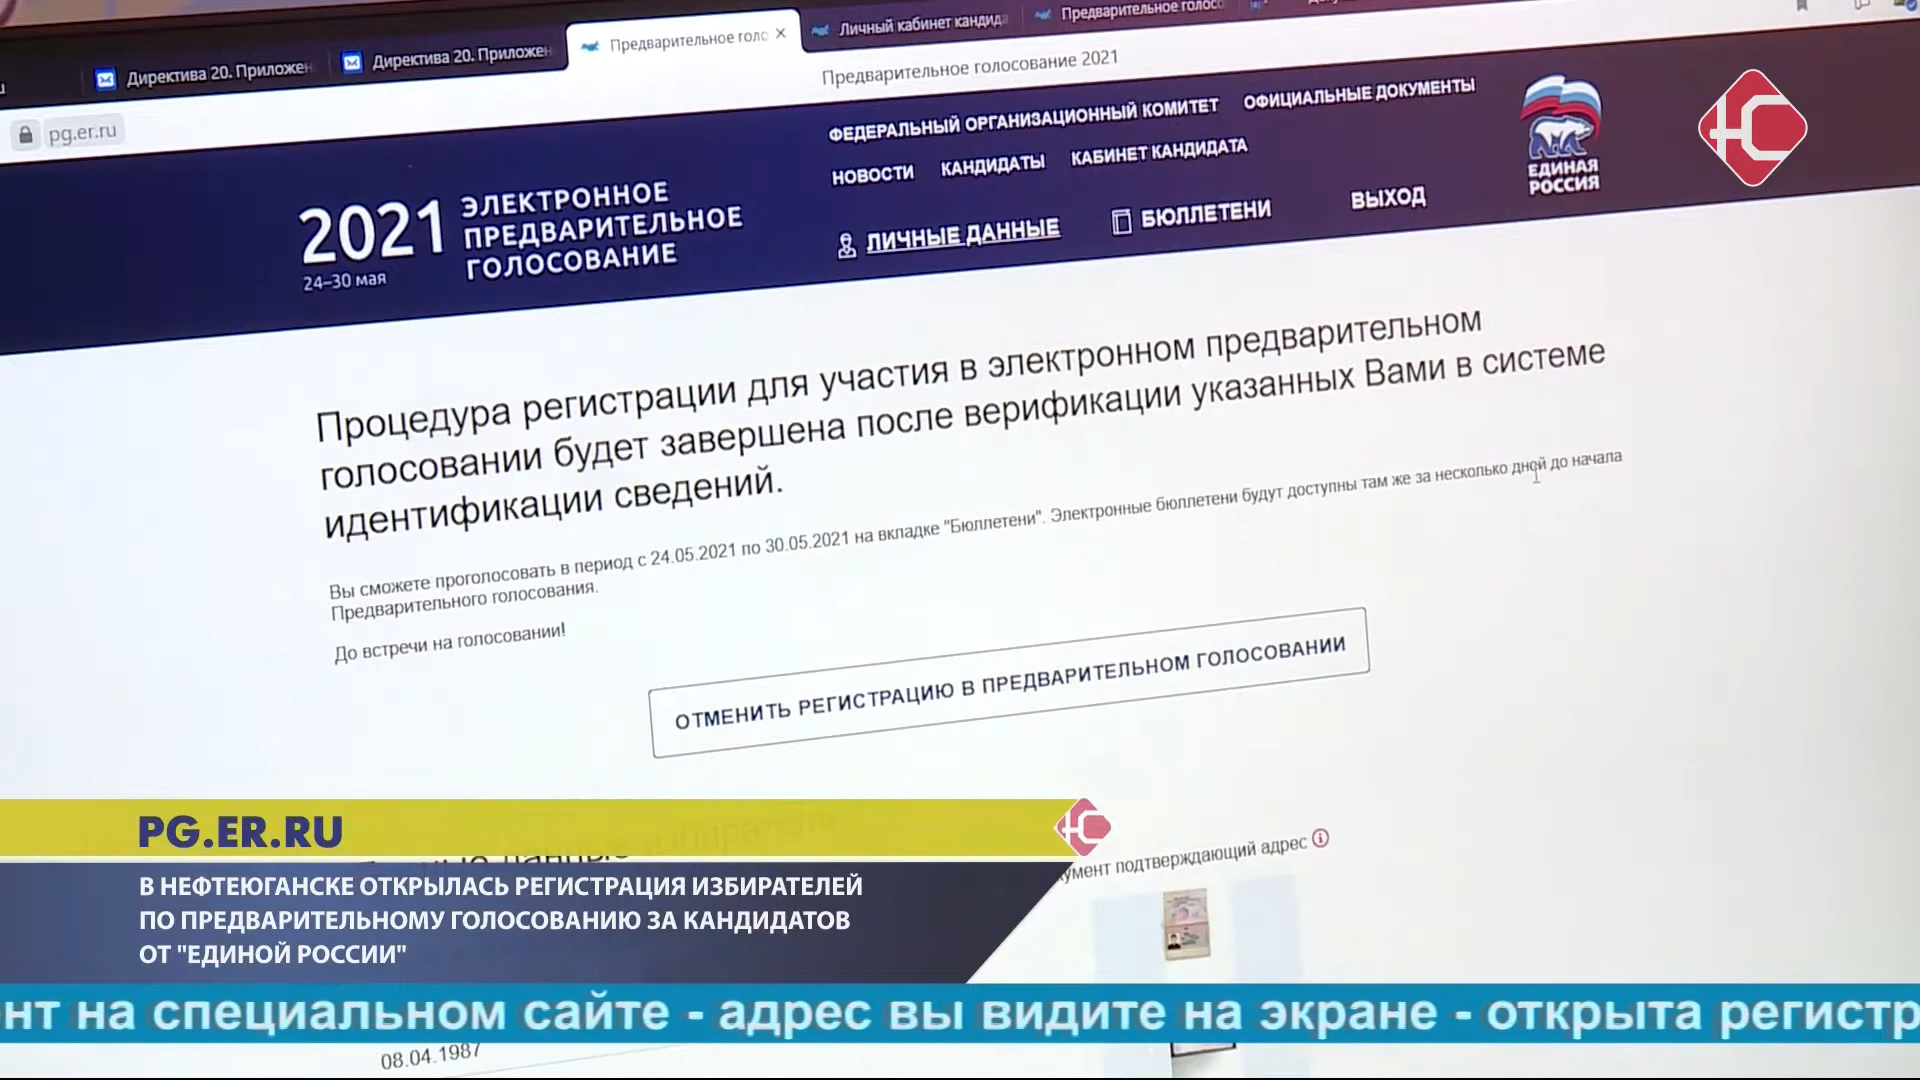 Директива 20. Приложен
Директива 20. Приложен
Предварительное голо
Личный кабинет кандида
Предварительное голос
pg.er.ru
Предварительное голосование 2021
ФЕДЕРАЛЬНЫЙ ОРГАНИЗАЦИОННЫЙ КОМИТЕТ ОФИЦИАЛЬНЫЕ ДОКУМЕНТЫ
НОВОСТИ КАНДИДАТЫ КАБИНЕТ КАНДИДАТА
ЛИЧНЫЕ ДАННЫЕ БЮЛЛЕТЕНИ ВЫХОД
ЕДИНАЯ
РОССИЯ
Ю
2021
24–30 мая
ЭЛЕКТРОННОЕ
ПРЕДВАРИТЕЛЬНОЕ
ГОЛОСОВАНИЕ
Процедура регистрации для участия в электронном предварительном
голосовании будет завершена после верификации указанных Вами в системе
идентификации сведений.
Вы сможете проголосовать в период с 24.05.2021 по 30.05.2021 на вкладке "Бюллетени". Электронные бюллетени будут доступны там же за несколько дней до начала
Предварительного голосования.
До встречи на голосовании!
ОТМЕНИТЬ РЕГИСТРАЦИЮ В ПРЕДВАРИТЕЛЬНОМ ГОЛОСОВАНИИ
умент подтверждающий адрес
PG.ER.RU
В НЕФТЕЮГАНСКЕ ОТКРЫЛАСЬ РЕГИСТРАЦИЯ ИЗБИРАТЕЛЕЙ
ПО ПРЕДВАРИТЕЛЬНОМУ ГОЛОСОВАНИЮ ЗА КАНДИДАТОВ
ОТ "ЕДИНОЙ РОССИИ"
нт на специальном сайте - адрес вы видите на экране - открыта регистр
08.04.1987